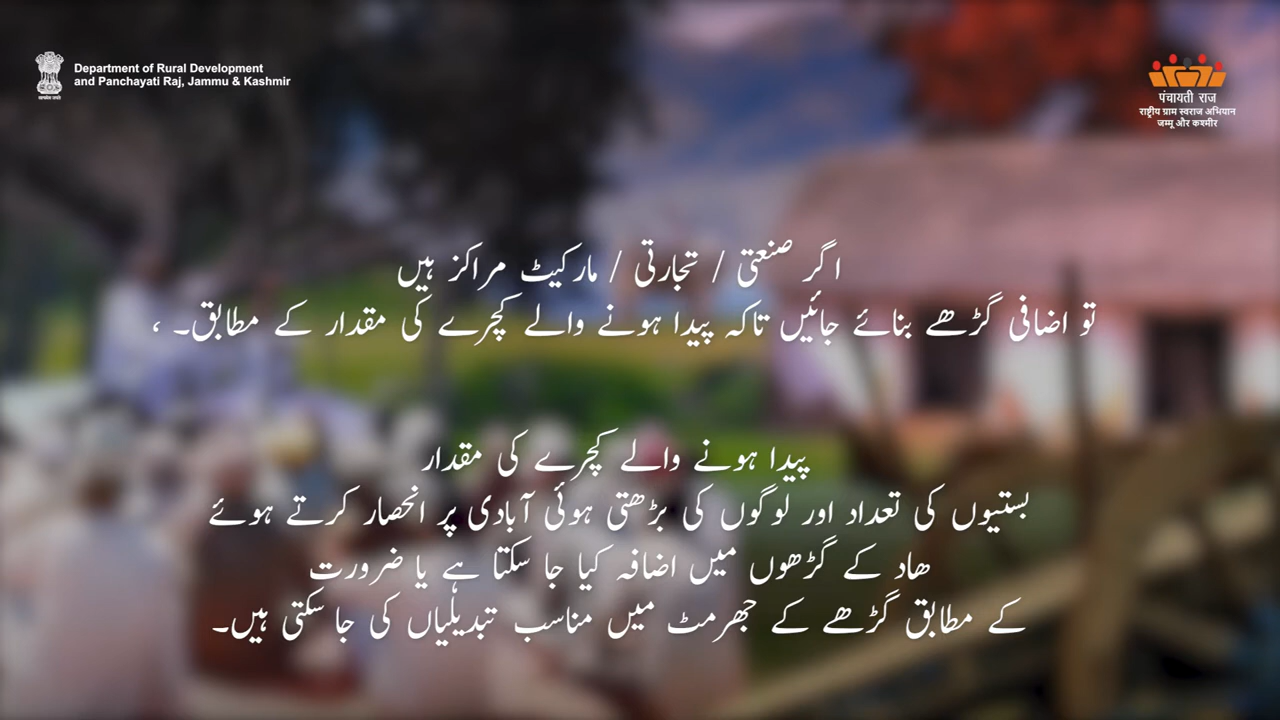 Department of Rural Development
and Panchayati Raj, Jammu & Kashmir
सत्यमेव जयते
पंचायती राज
राष्ट्रीय ग्राम स्वराज अभियान
जम्मू और कश्मीर
اگر صنعتی / تجارتی / مارکیٹ مراکز ہیں
تو اضافی گڑھے بنائے جائیں تاکہ پیدا ہونے والے کچرے کی مقدار کے مطابق۔ ،
پیدا ہونے والے کچرے کی مقدار
بستیوں کی تعداد اور لوگوں کی بڑھتی ہوئی آبادی پر انحصار کرتے ہوئے
ھاد کے گڑھوں میں اضافہ کیا جا سکتا ہے یا ضرورت
کے مطابق گڑھے کے جھرمٹ میں مناسب تبدیلیاں کی جا سکتی ہیں۔